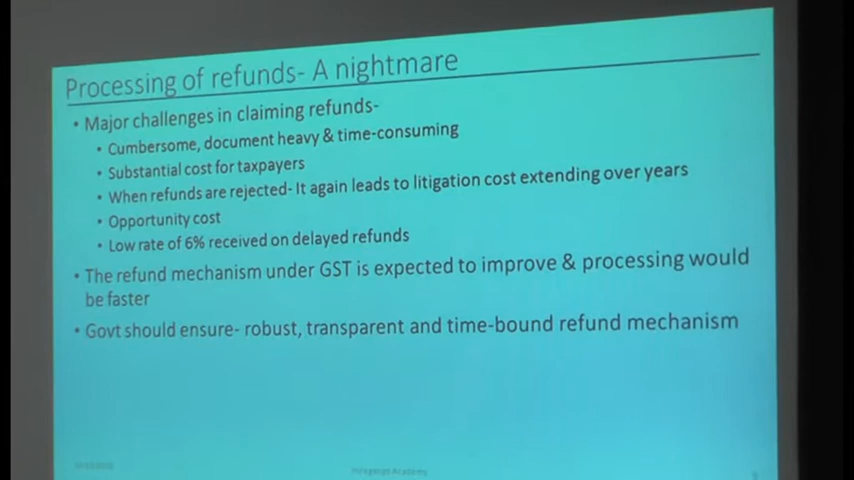 Processing of refunds- A nightmare
• Major challenges in claiming refunds-
• Cumbersome, document heavy & time-consuming
• Substantial cost for taxpayers
• When refunds are rejected- It again leads to litigation cost extending over years
• Opportunity cost
• Low rate of 6% received on delayed refunds
• The refund mechanism under GST is expected to improve & processing would
be faster
• Govt should ensure- robust, transparent and time-bound refund mechanism